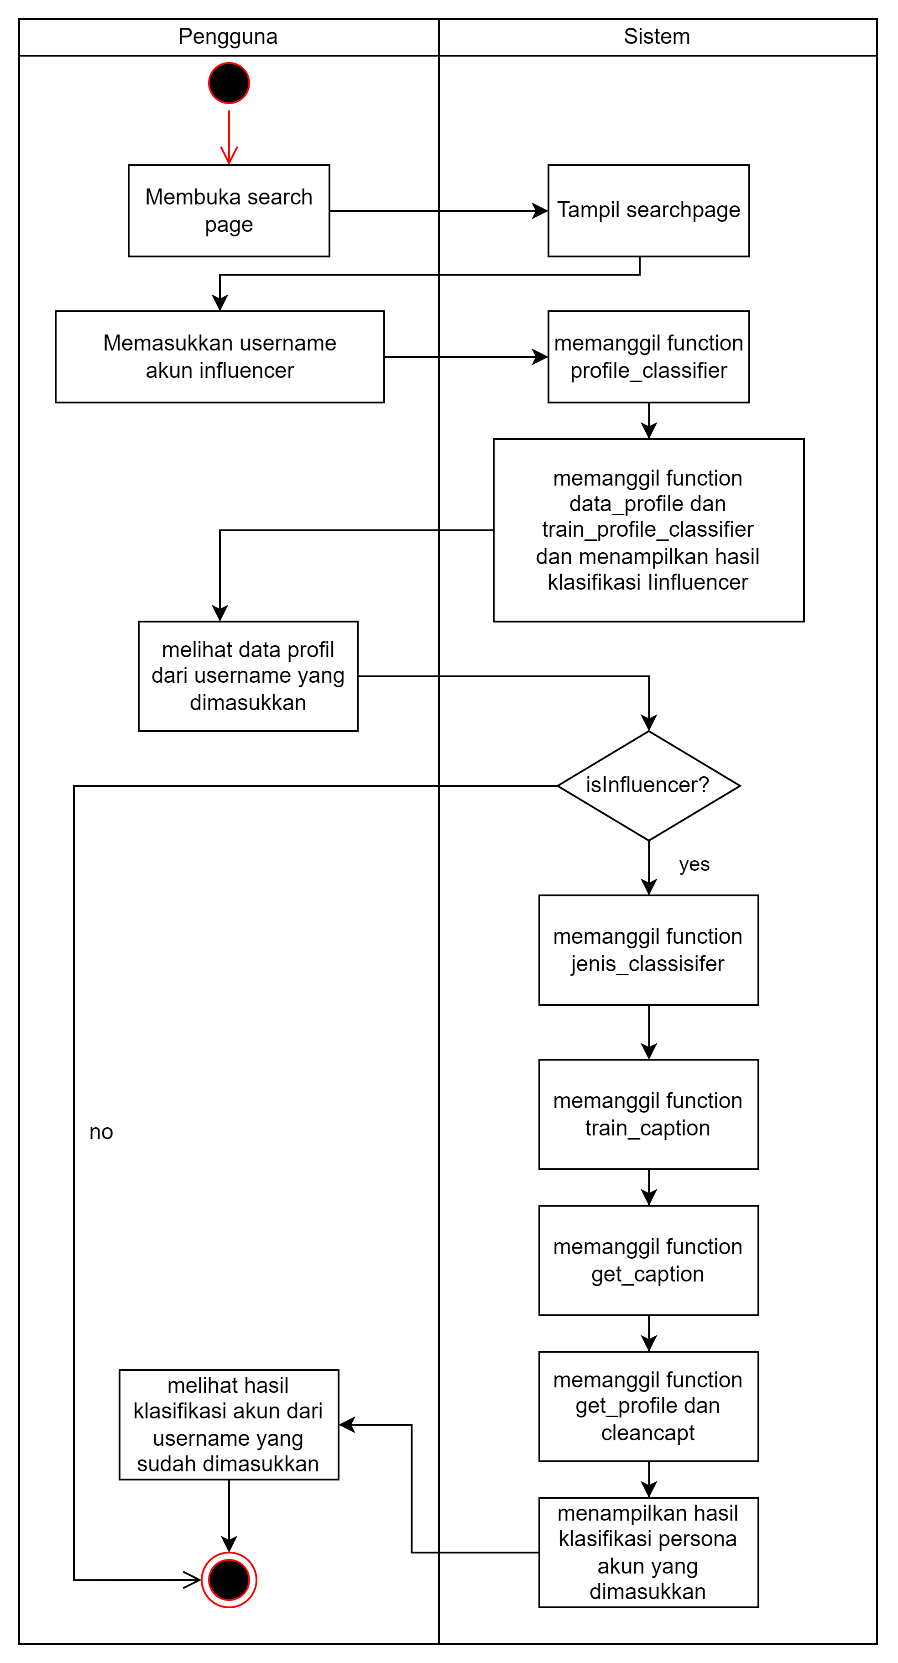 Pengguna
Sistem
Membuka search
page
Tampil searchpage
Memasukkan username
akun influencer
memanggil function
profile_classifier
memanggil function
data_profile dan
train_profile_classifier
dan menampilkan hasil
klasifikasi Iinfluencer
melihat data profil
dari username yang
dimasukkan
isInfluencer?
yes
memanggil function
jenis_classisifer
no
memanggil function
train_caption
memanggil function
get_caption
memanggil function
get_profile dan
cleancapt
melihat hasil
klasifikasi akun dari
username yang
sudah dimasukkan
menampilkan hasil
klasifikasi persona
akun yang
dimasukkan